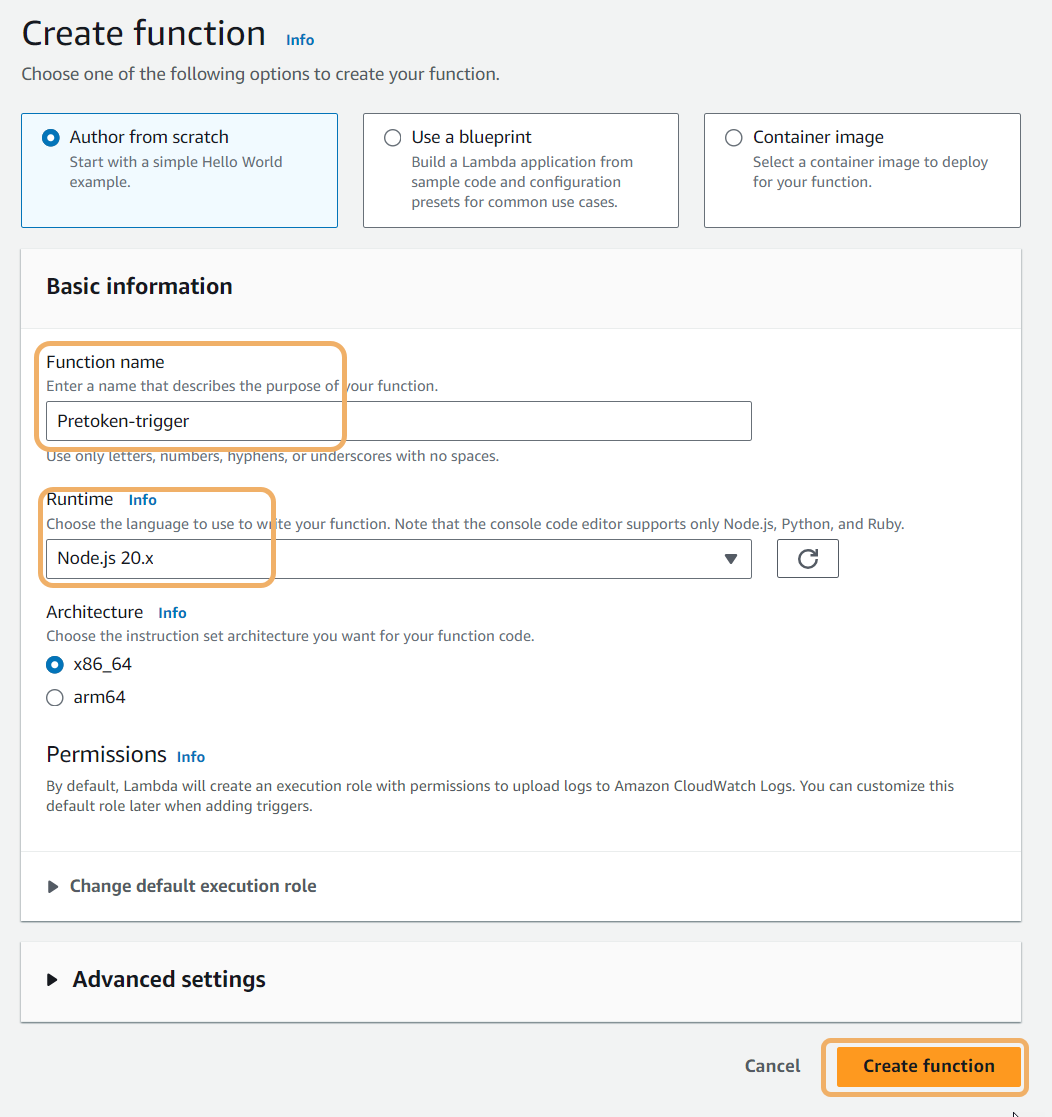 Create function Info
Choose one of the following options to create your function.
Author from scratch
Start with a simple Hello World
example.
Use a blueprint
Build a Lambda application from
sample code and configuration
presets for common use cases.
Container image
Select a container image to deploy
for your function.
Basic information
Function name
Enter a name that describes the purpose of your function.
Pretoken-trigger
Use only letters, numbers, hyphens, or underscores with no spaces.
Runtime Info
Choose the language to use to write your function. Note that the console code editor supports only Node.js, Python, and Ruby.
Node.js 20.x
Architecture Info
Choose the instruction set architecture you want for your function code.
x86_64
arm64
Permissions Info
By default, Lambda will create an execution role with permissions to upload logs to Amazon CloudWatch Logs. You can customize this
default role later when adding triggers.
Change default execution role
Advanced settings
Cancel Create function